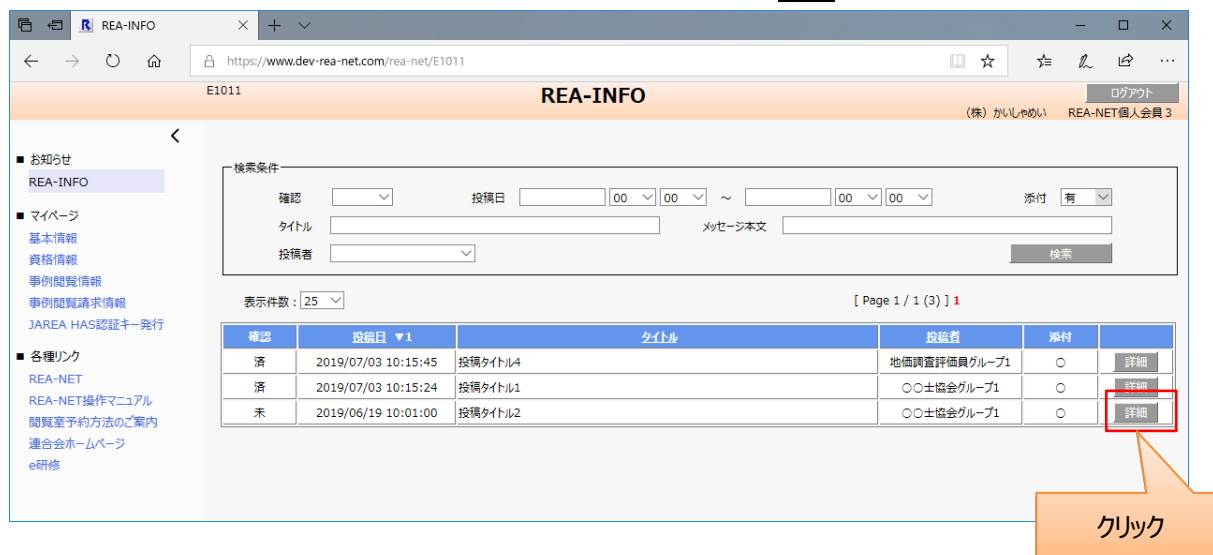 REA-INFO
https://www.dev-rea-net.com/rea-net/E1011
E1011
REA-INFO
ログアウト
(株) かいしゃめい REA-NET個人会員3
■ お知らせ
REA-INFO
■ マイページ
基本情報
資格情報
事例閲覧情報
事例閲覧請求情報
JAREA HAS認証キー発行
■ 各種リンク
REA-NET
REA-NET操作マニュアル
閲覧室予約方法のご案内
連合会ホームページ
e研修
検索条件
確認 投稿日 00 00 ~ 00 00 添付 有
タイトル メッセージ本文
投稿者 検索
表示件数 : 25 [ Page 1 / 1 (3) ] 1
確認 投稿日 ▼1 タイトル 投稿者 添付
済 2019/07/03 10:15:45 投稿タイトル4 地価調査評価員グループ1 ○ 詳細
済 2019/07/03 10:15:24 投稿タイトル1 ○○士協会グループ1 ○ 詳細
未 2019/06/19 10:01:00 投稿タイトル2 ○○士協会グループ1 ○ 詳細
クリック